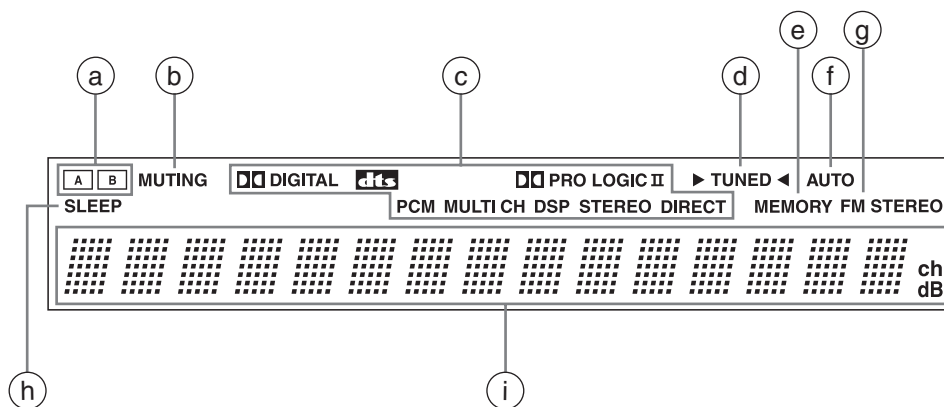 e g
a b c d f
A B MUTING DIGITAL dts PRO LOGIC II ▶ TUNED ◀ AUTO
SLEEP PCM MULTI CH DSP STEREO DIRECT MEMORY FM STEREO
ch
dB
h i